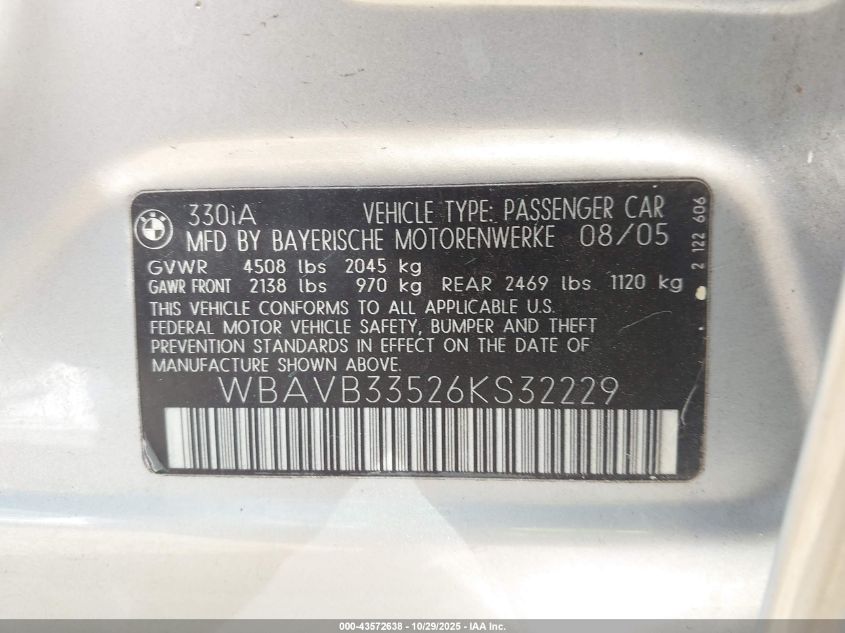 BMW
330iA VEHICLE TYPE: PASSENGER CAR
MFD BY BAYERISCHE MOTORENWERKE 08/05
GVWR 4508 lbs 2045 kg
GAWR FRONT 2138 lbs 970 kg REAR 2469 lbs 1120 kg
THIS VEHICLE CONFORMS TO ALL APPLICABLE U.S.
FEDERAL MOTOR VEHICLE SAFETY, BUMPER AND THEFT
PREVENTION STANDARDS IN EFFECT ON THE DATE OF
MANUFACTURE SHOWN ABOVE.
WBAVB33526KS32229
2 122 606
000-43572638 - 10/29/2025 - IAA Inc.